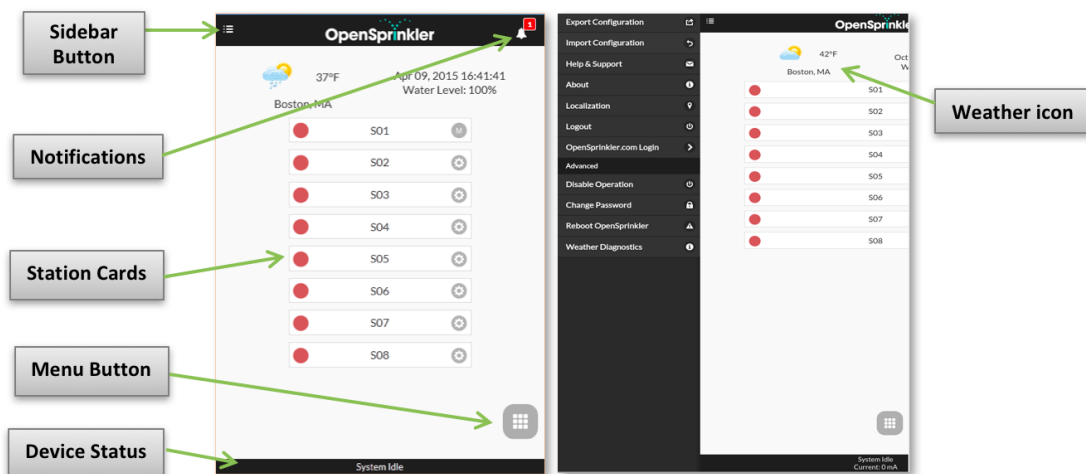 Sidebar
Button
Notifications
Station Cards
Menu Button
Device Status
OpenSprinkler
1
37°F
Boston, MA
Apr 09, 2015 16:41:41
Water Level: 100%
S01
M
S02
S03
S04
S05
S06
S07
S08
System Idle
Export Configuration
Import Configuration
Help & Support
About
Localization
Logout
OpenSprinkler.com Login
Advanced
Disable Operation
Change Password
Reboot OpenSprinkler
Weather Diagnostics
OpenSprinkle
42°F
Boston, MA
Oct
W
S01
S02
S03
S04
S05
S06
S07
S08
System Idle
Current: 0 mA
Weather icon